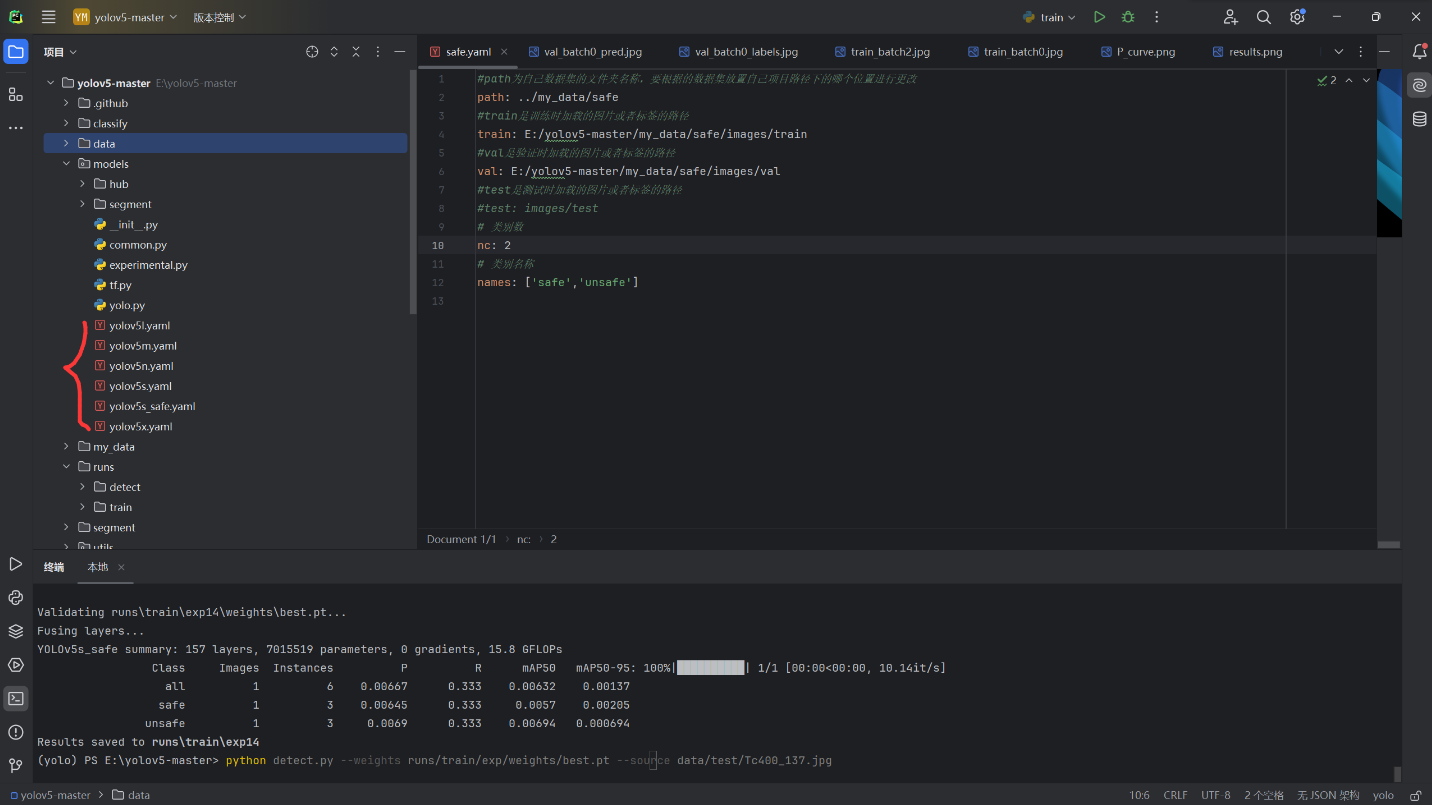 YM yolov5-master 版本控制 train
项目
safe.yaml val_batch0_pred.jpg val_batch0_labels.jpg train_batch2.jpg train_batch0.jpg P_curve.png results.png
yolov5-master E:\yolov5-master
.github
classify
data
models
hub
segment
__init__.py
common.py
experimental.py
tf.py
yolo.py
yolov5l.yaml
yolov5m.yaml
yolov5n.yaml
yolov5s.yaml
yolov5s_safe.yaml
yolov5x.yaml
my_data
runs
detect
train
segment
utils
1 #path为自己数据集的文件夹名称，要根据的数据集放置自己项目路径下的哪个位置进行更改
2 path: ../my_data/safe
3 #train是训练时加载的图片或者标签的路径
4 train: E:/yolov5-master/my_data/safe/images/train
5 #val是验证时加载的图片或者标签的路径
6 val: E:/yolov5-master/my_data/safe/images/val
7 #test是测试时加载的图片或者标签的路径
8 #test: images/test
9 # 类别数
10 nc: 2
11 # 类别名称
12 names: ['safe','unsafe']
13
2
Document 1/1 › nc: › 2
终端 本地
Validating runs\train\exp14\weights\best.pt...
Fusing layers...
YOLOv5s_safe summary: 157 layers, 7015519 parameters, 0 gradients, 15.8 GFLOPs
Class Images Instances P R mAP50 mAP50-95: 100%|██████████| 1/1 [00:00<00:00, 10.14it/s]
all 1 6 0.00667 0.333 0.00632 0.00137
safe 1 3 0.00645 0.333 0.0057 0.00205
unsafe 1 3 0.0069 0.333 0.00694 0.000694
Results saved to runs\train\exp14
(yolo) PS E:\yolov5-master> python detect.py --weights runs/train/exp/weights/best.pt --source data/test/Tc400_137.jpg
yolov5-master › data 10:6 CRLF UTF-8 2 个空格 无 JSON 架构 yolo